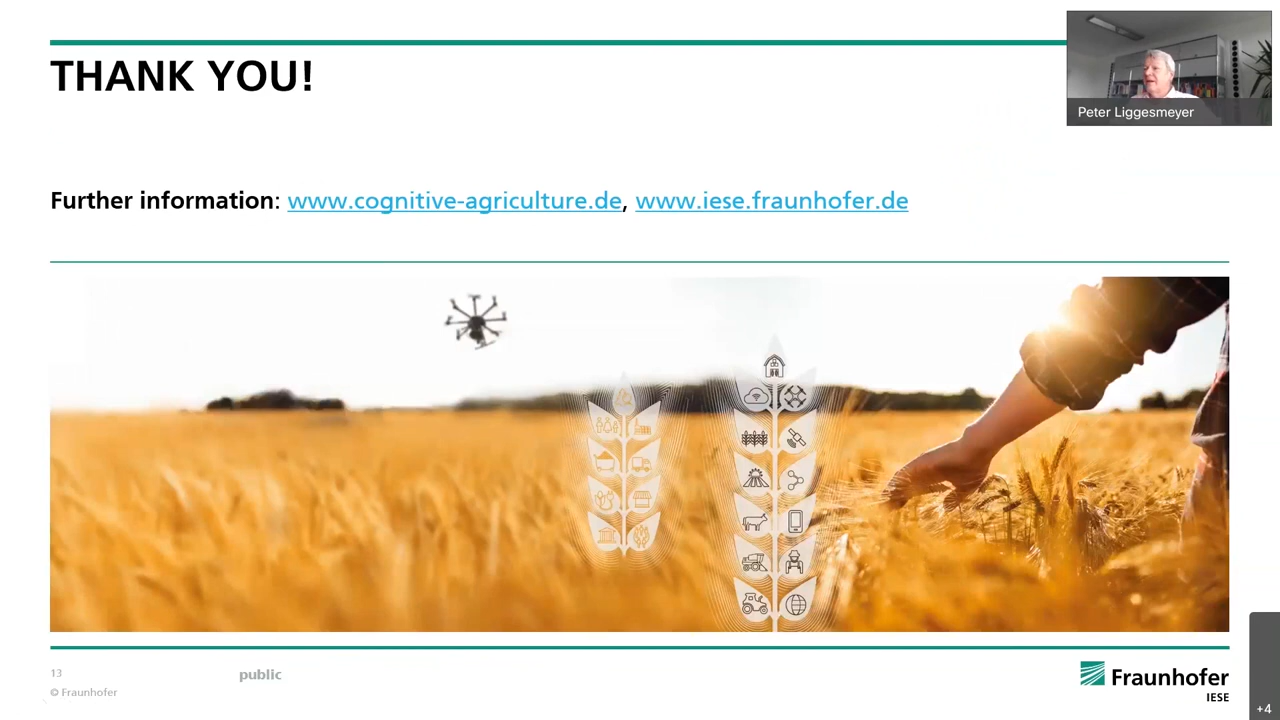 THANK YOU!
Peter Liggesmeyer
Further information: www.cognitive-agriculture.de, www.iese.fraunhofer.de
13
public
© Fraunhofer
Fraunhofer
IESE
+4